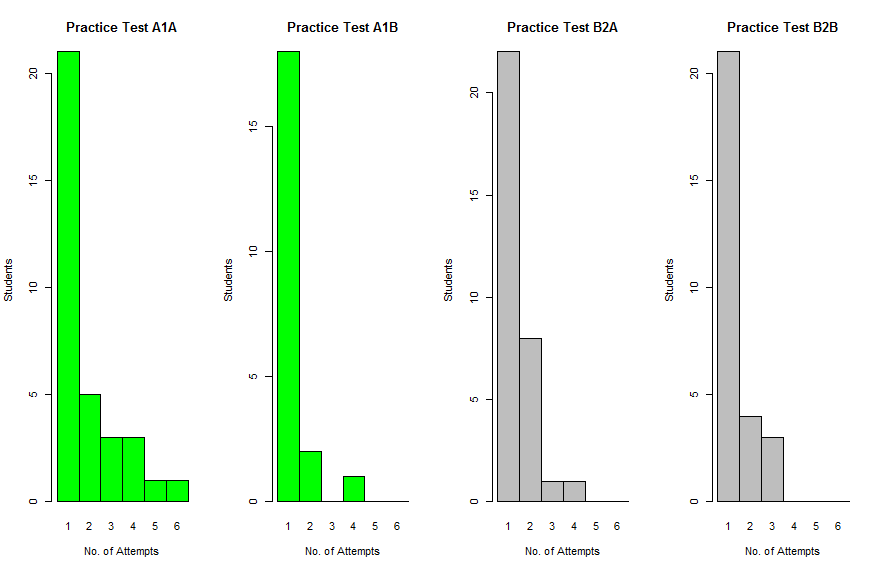 Practice Test A1A
Students
20
15
10
5
0
1 2 3 4 5 6
No. of Attempts
Practice Test A1B
Students
15
10
5
0
1 2 3 4 5 6
No. of Attempts
Practice Test B2A
Students
20
15
10
5
0
1 2 3 4 5 6
No. of Attempts
Practice Test B2B
Students
20
15
10
5
0
1 2 3 4 5 6
No. of Attempts